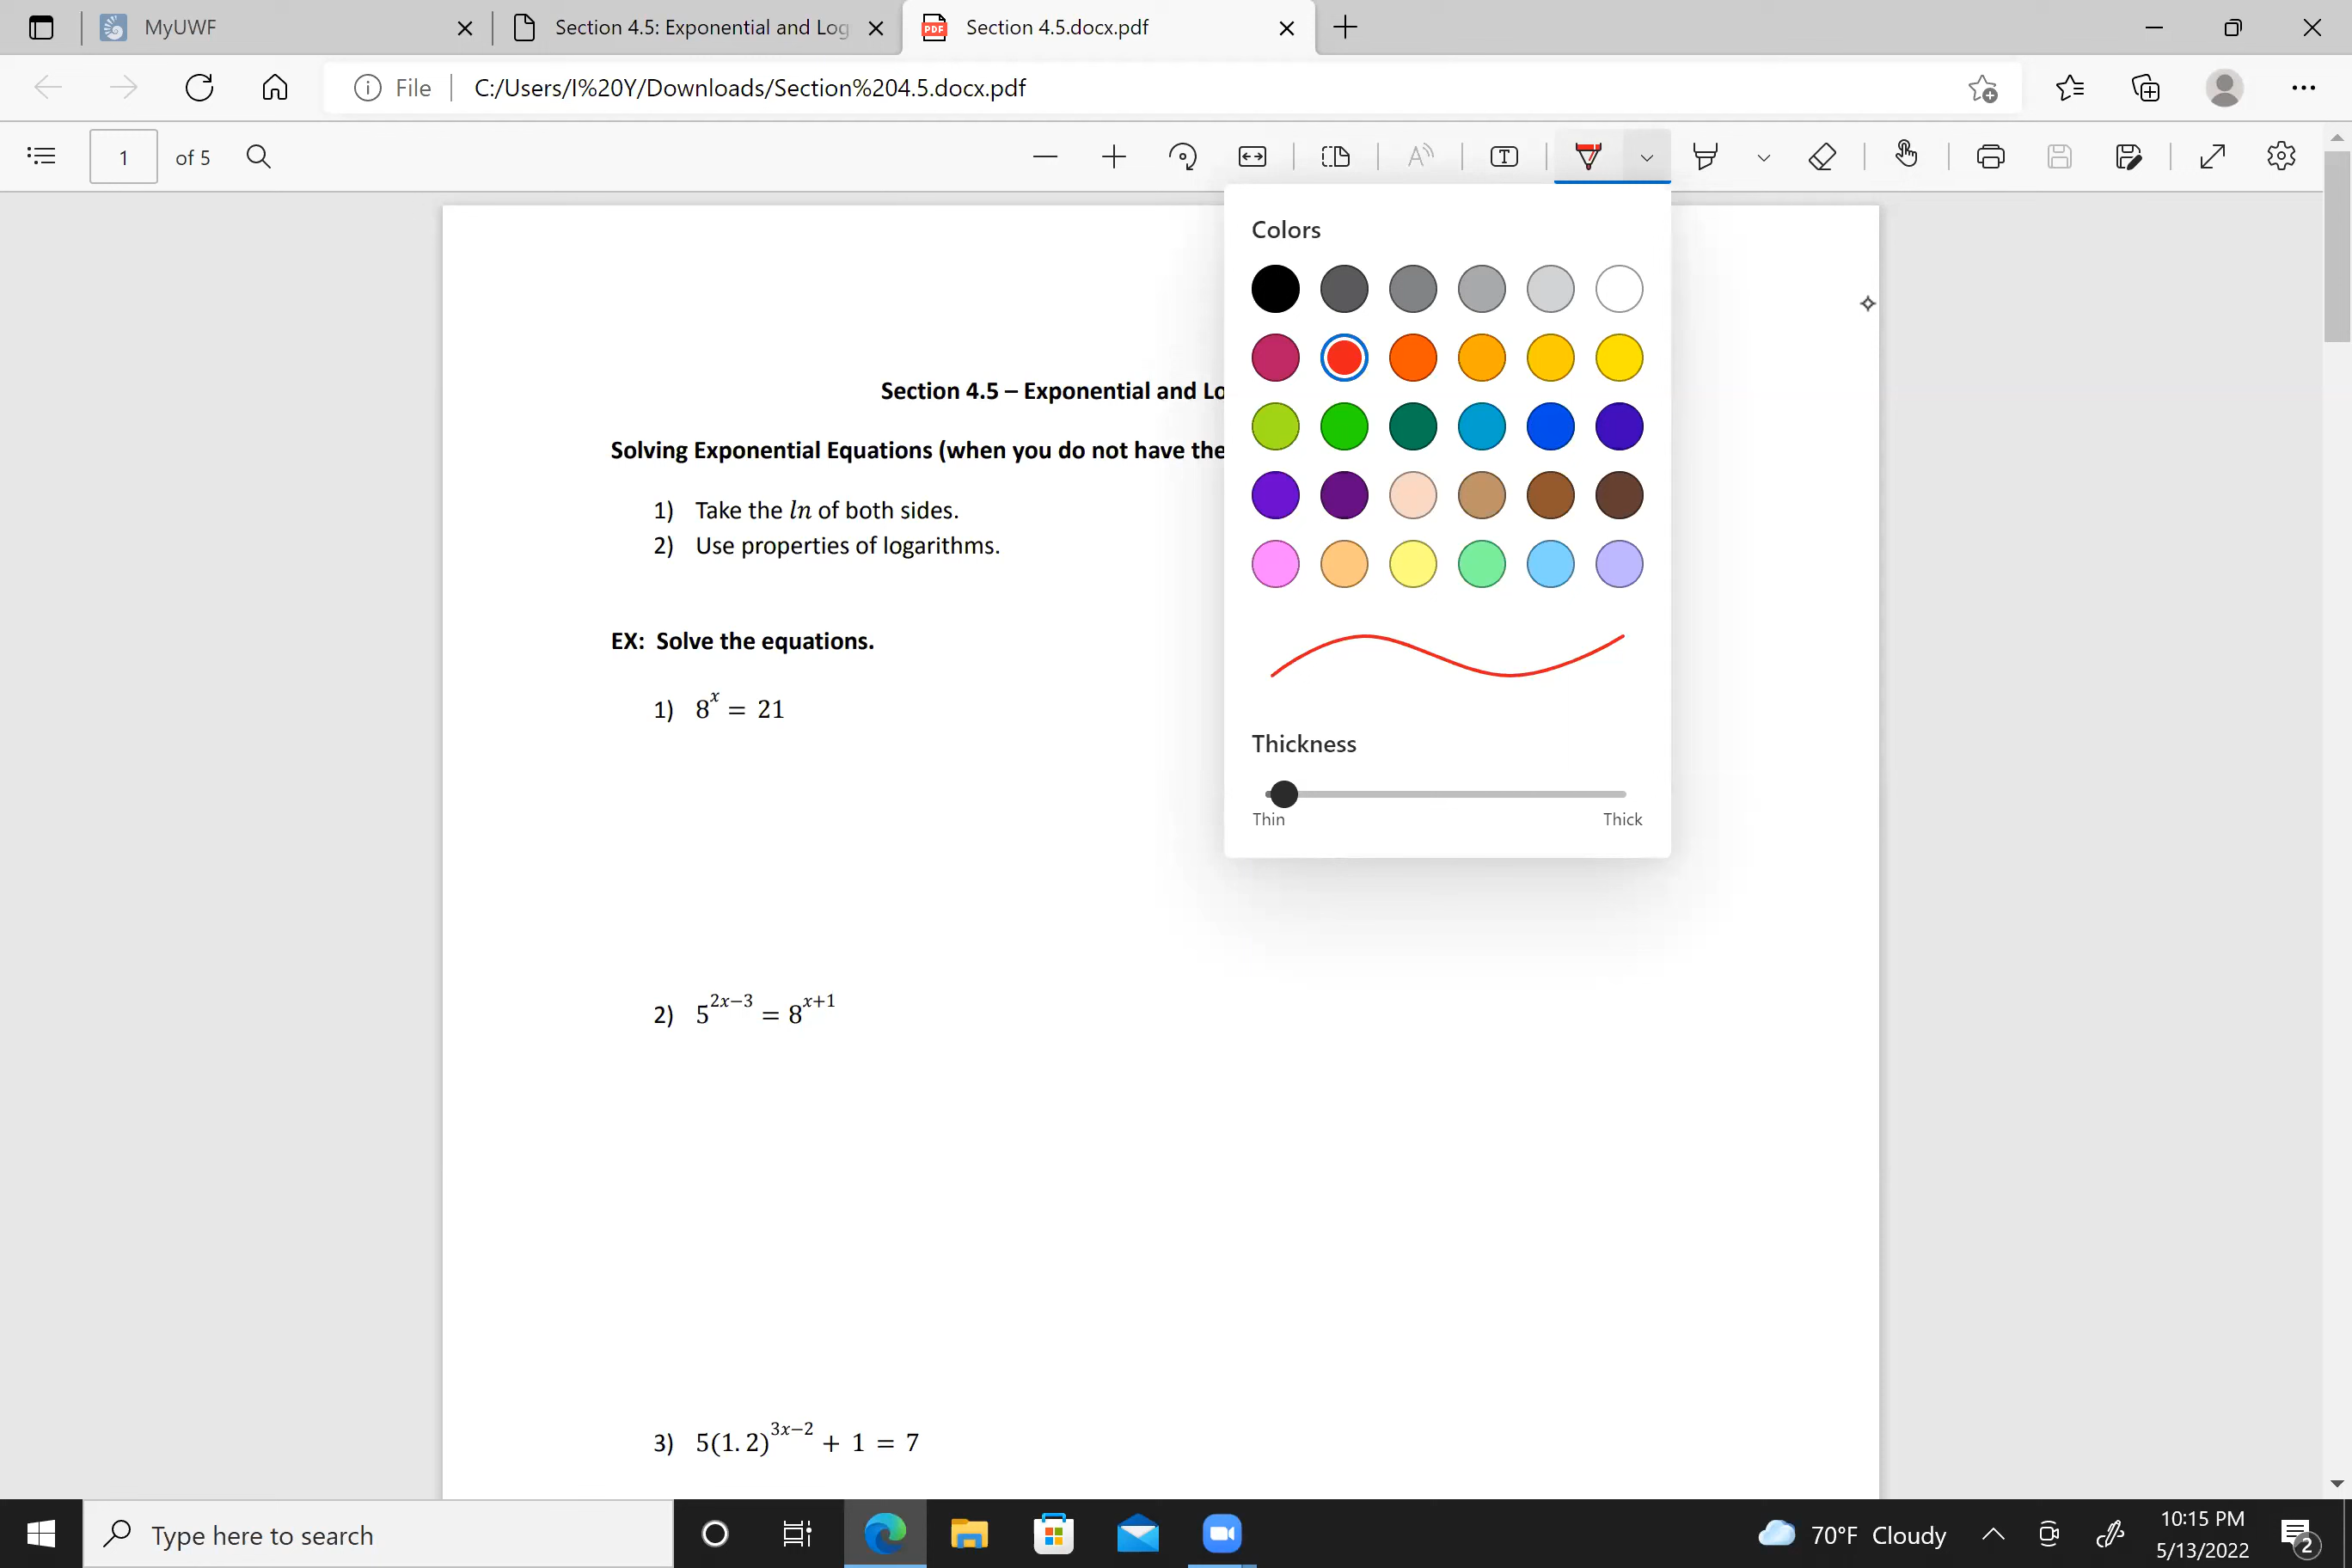 MyUWF
Section 4.5: Exponential and Log
PDF
Section 4.5.docx.pdf
File
C:/Users/I%20Y/Downloads/Section%204.5.docx.pdf
1 of 5
Colors
Section 4.5 – Exponential and Lo
Solving Exponential Equations (when you do not have the
1) Take the ln of both sides.
2) Use properties of logarithms.
EX: Solve the equations.
1) 8^x = 21
Thickness
Thin Thick
2) 5^{2x−3} = 8^{x+1}
3) 5(1.2)^{3x−2} + 1 = 7
Type here to search
70°F Cloudy
10:15 PM
5/13/2022
2